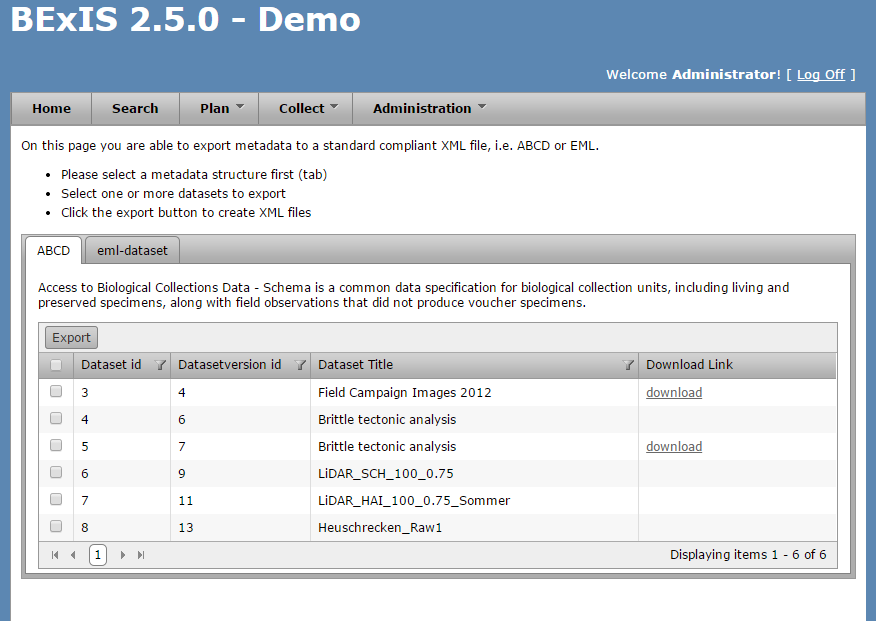 BExIS 2.5.0 - Demo
Welcome Administrator! [ Log Off ]
Home Search Plan Collect Administration
On this page you are able to export metadata to a standard compliant XML file, i.e. ABCD or EML.
• Please select a metadata structure first (tab)
• Select one or more datasets to export
• Click the export button to create XML files
ABCD eml-dataset
Access to Biological Collections Data - Schema is a common data specification for biological collection units, including living and
preserved specimens, along with field observations that did not produce voucher specimens.
Export
Dataset id Datasetversion id Dataset Title Download Link
3 4 Field Campaign Images 2012 download
4 6 Brittle tectonic analysis
5 7 Brittle tectonic analysis download
6 9 LiDAR_SCH_100_0.75
7 11 LiDAR_HAI_100_0.75_Sommer
8 13 Heuschrecken_Raw1
1 Displaying items 1 - 6 of 6